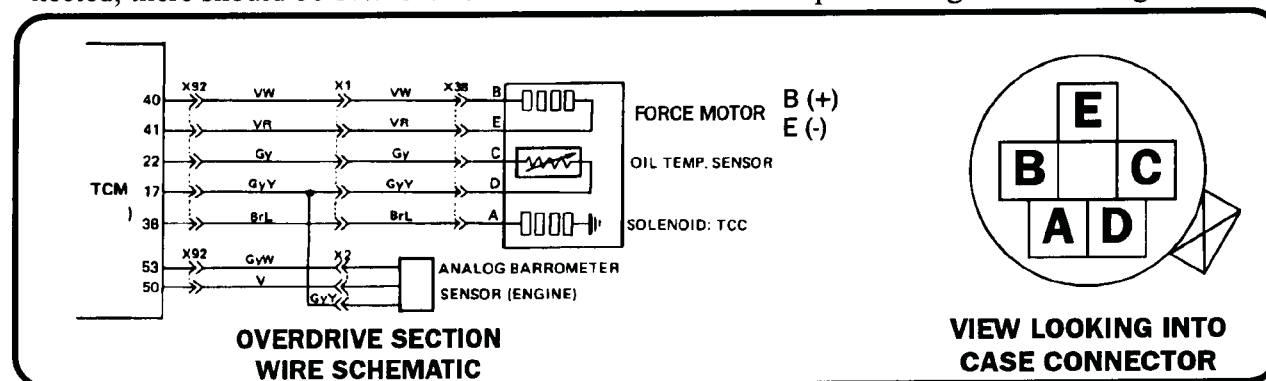 X92 X1 X38
40 VW VW B
41 VR VR E
FORCE MOTOR B (+)
E (-)
22 Gy Gy C OIL TEMP. SENSOR
TCM 17 GyY GyY D
)
38 BrL BrL A SOLENOID: TCC
X92 X2
53 GyW ANALOG BARROMETER
50 V SENSOR (ENGINE)
GyY
OVERDRIVE SECTION
WIRE SCHEMATIC
E
B C
A D
VIEW LOOKING INTO
CASE CONNECTOR